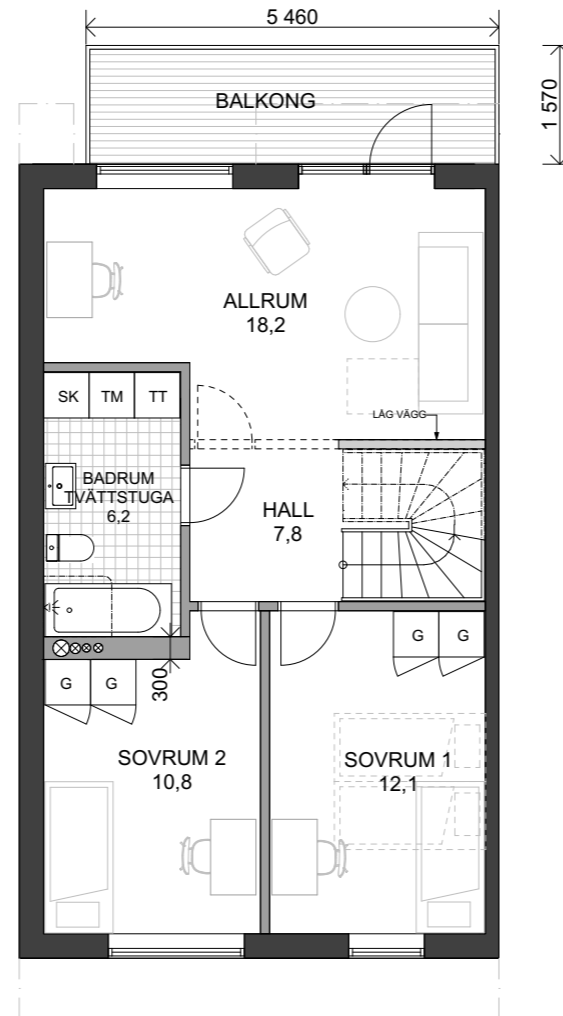 5 460
BALKONG
1 570
ALLRUM
18,2
SK TM TT
LÅG VÄGG
BADRUM
TVÄTTSTUGA
6,2
HALL
7,8
G G
G G
300
SOVRUM 2
10,8
SOVRUM 1
12,1